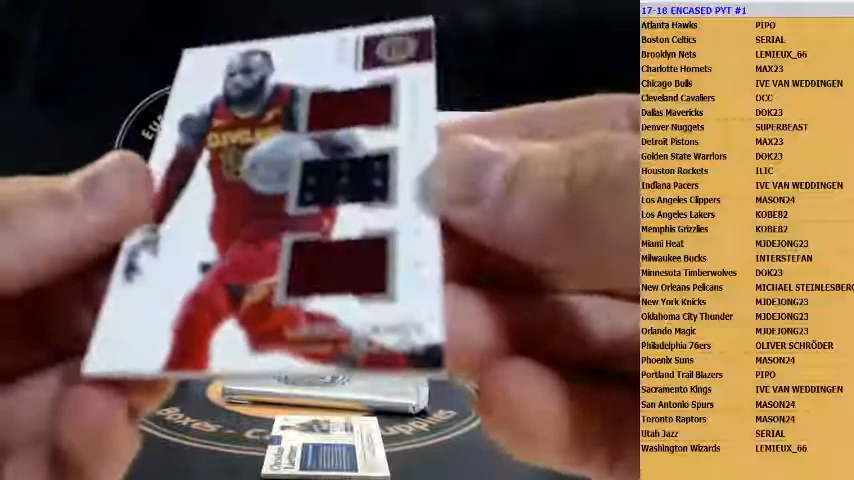 17-18 ENCASED PYT #1
Atlanta Hawks PIPO
Boston Celtics SERIAL
Brooklyn Nets LEMIEUX_66
Charlotte Hornets MAX23
Chicago Bulls IVE VAN WEDDINGEN
Cleveland Cavaliers OCC
Dallas Mavericks DOK23
Denver Nuggets SUPERBEAST
Detroit Pistons MAX23
Golden State Warriors DOK23
Houston Rockets ILIC
Indiana Pacers IVE VAN WEDDINGEN
Los Angeles Clippers MASON24
Los Angeles Lakers KOBE82
Memphis Grizzlies KOBE82
Miami Heat MJDEJONG23
Milwaukee Bucks INTERSTEFAN
Minnesota Timberwolves DOK23
New Orleans Pelicans MICHAEL STEINLESBERG
New York Knicks MJDEJONG23
Oklahoma City Thunder MJDEJONG23
Orlando Magic MJDEJONG23
Philadelphia 76ers OLIVER SCHRÖDER
Phoenix Suns MASON24
Portland Trail Blazers PIPO
Sacramento Kings IVE VAN WEDDINGEN
San Antonio Spurs MASON24
Toronto Raptors MASON24
Utah Jazz SERIAL
Washington Wizards LEMIEUX_66
CLEVELAND
Boxes